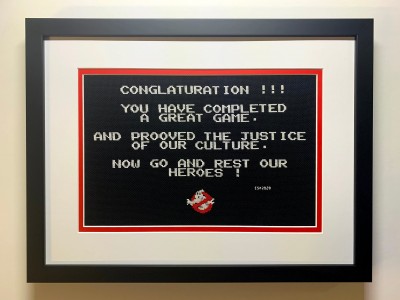 CONGLATURATION !!!
YOU HAVE COMPLETED
A GREAT GAME.
AND PROOVED THE JUSTICE
OF OUR CULTURE.
NOW GO AND REST OUR
HEROES !